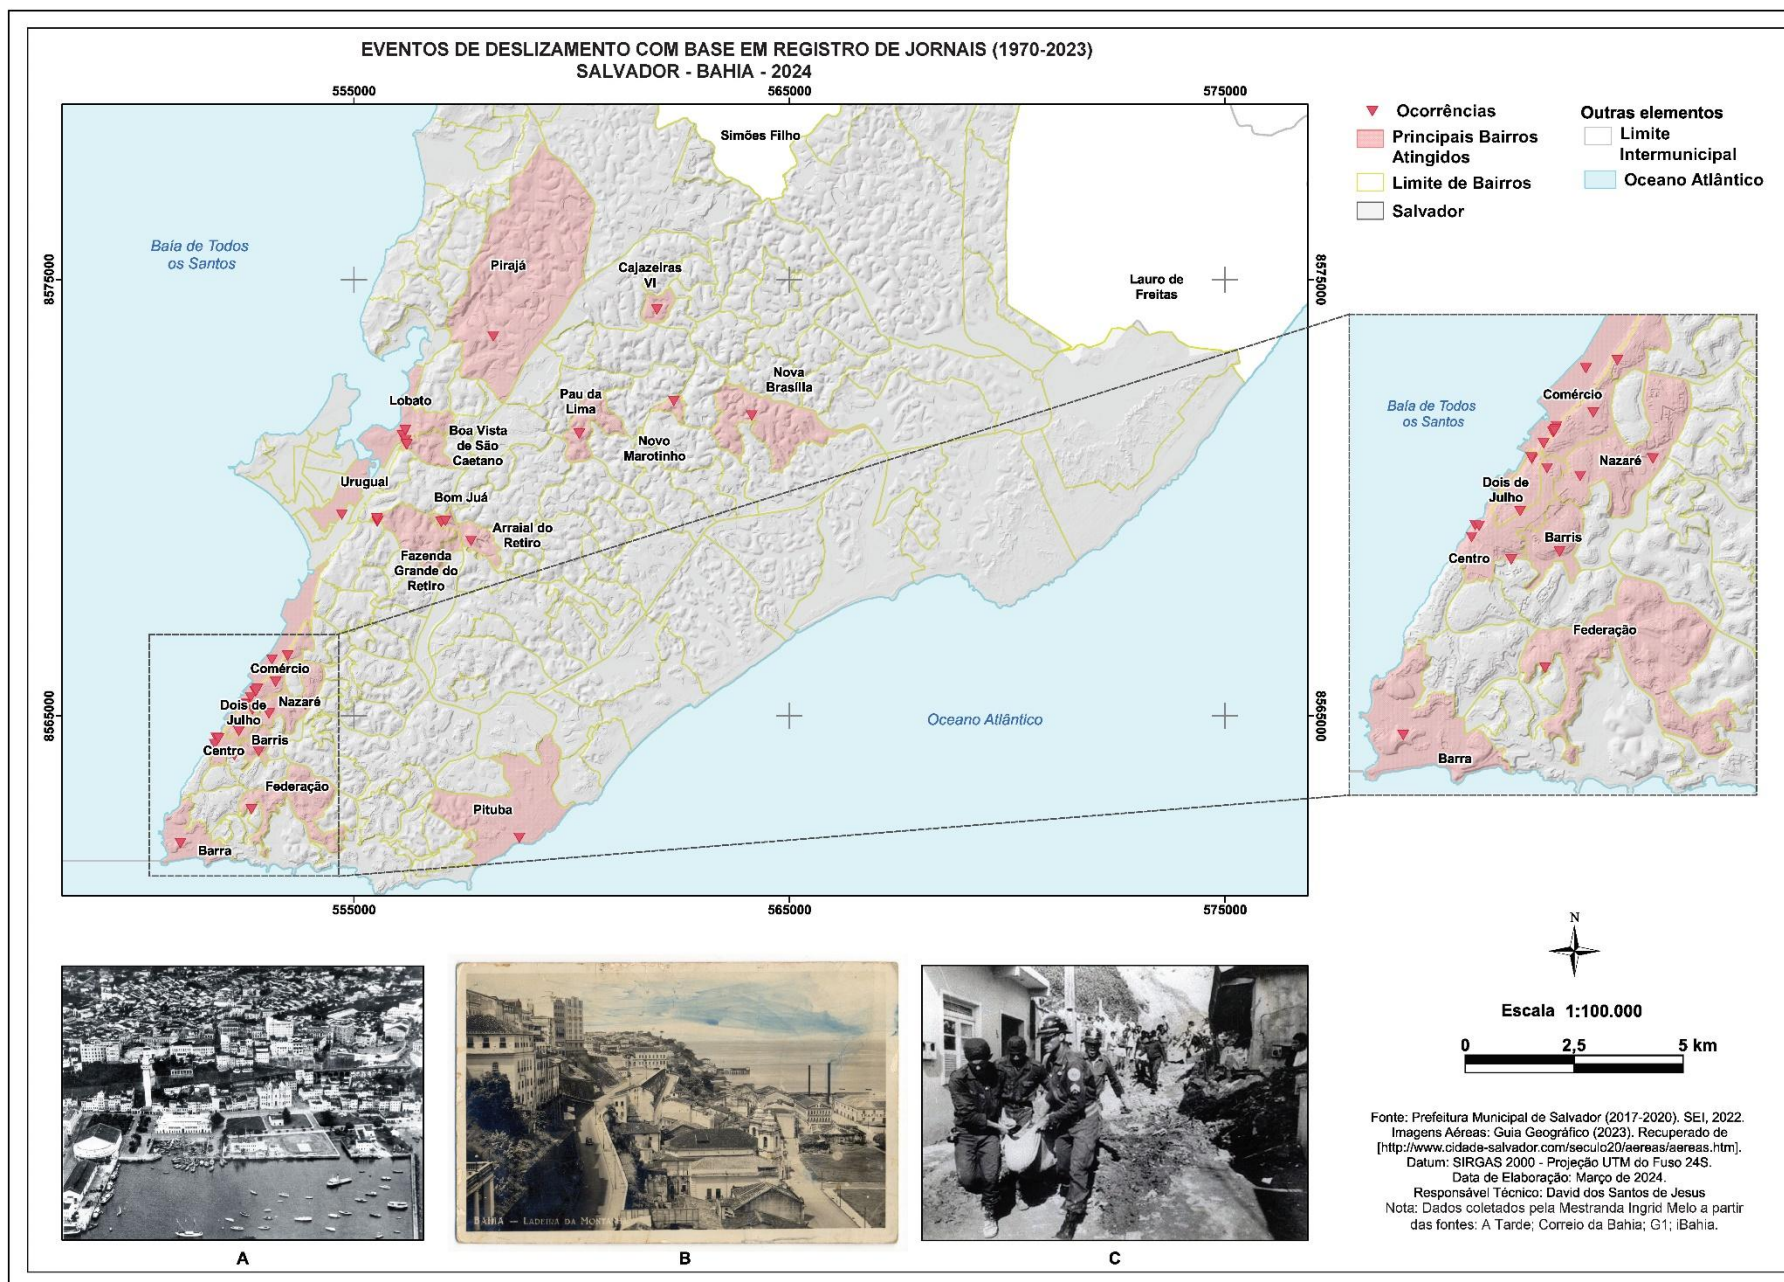 EVENTOS DE DESLIZAMENTO COM BASE EM REGISTRO DE JORNAIS (1970-2023)
SALVADOR - BAHIA - 2024
555000
565000
575000
Simões Filho
Baía de Todos
os Santos
Pirajá
Cajazeiras
VI
Lauro de
Freitas
8575000
8575000
Nova
Brasília
Lobato
Pau da
Lima
Boa Vista
de São
Caetano
Novo
Marotinho
Uruguai
Bom Juá
Arraial do
Retiro
Fazenda
Grande do
Retiro
Comércio
Nazaré
Dois de
Julho
Centro
Barris
8565000
8565000
Oceano Atlântico
Federação
Pituba
Barra
555000
565000
575000
Ocorrências
Principais Bairros
Atingidos
Limite de Bairros
Salvador
Outras elementos
Limite
Intermunicipal
Oceano Atlântico
Baía de Todos
os Santos
Comércio
Nazaré
Dois de
Julho
Barris
Centro
Federação
Barra
N
Escala 1:100.000
0 2,5 5 km
Fonte: Prefeitura Municipal de Salvador (2017-2020). SEI, 2022.
Imagens Aéreas: Guia Geográfico (2023). Recuperado de
[http://www.cidade-salvador.com/seculo20/aereas/aereas.htm].
Datum: SIRGAS 2000 - Projeção UTM do Fuso 24S.
Data de Elaboração: Março de 2024.
Responsável Técnico: David dos Santos de Jesus
Nota: Dados coletados pela Mestranda Ingrid Melo a partir
das fontes: A Tarde; Correio da Bahia; G1; iBahia.
BAHIA — LADEIRA DA MONTANHA
A
B
C